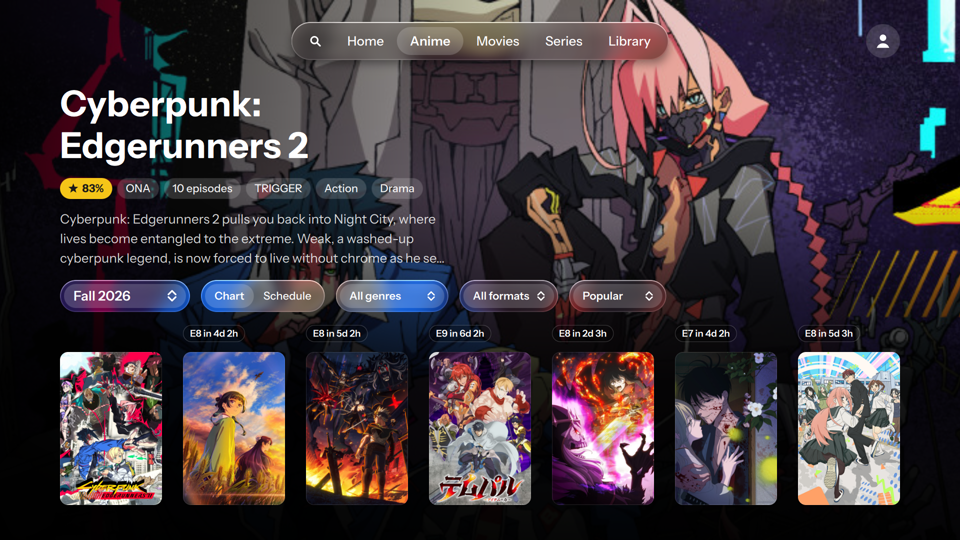 Home
Anime
Movies
Series
Library
Cyberpunk:
Edgerunners 2
★ 83%
ONA
10 episodes
TRIGGER
Action
Drama
Cyberpunk: Edgerunners 2 pulls you back into Night City, where
lives become entangled to the extreme. Weak, a washed-up
cyberpunk legend, is now forced to live without chrome as he se...
Fall 2026
Chart
Schedule
All genres
All formats
Popular
E8 in 4d 2h
E8 in 5d 2h
E9 in 6d 2h
E8 in 2d 3h
E7 in 4d 2h
E8 in 5d 3h